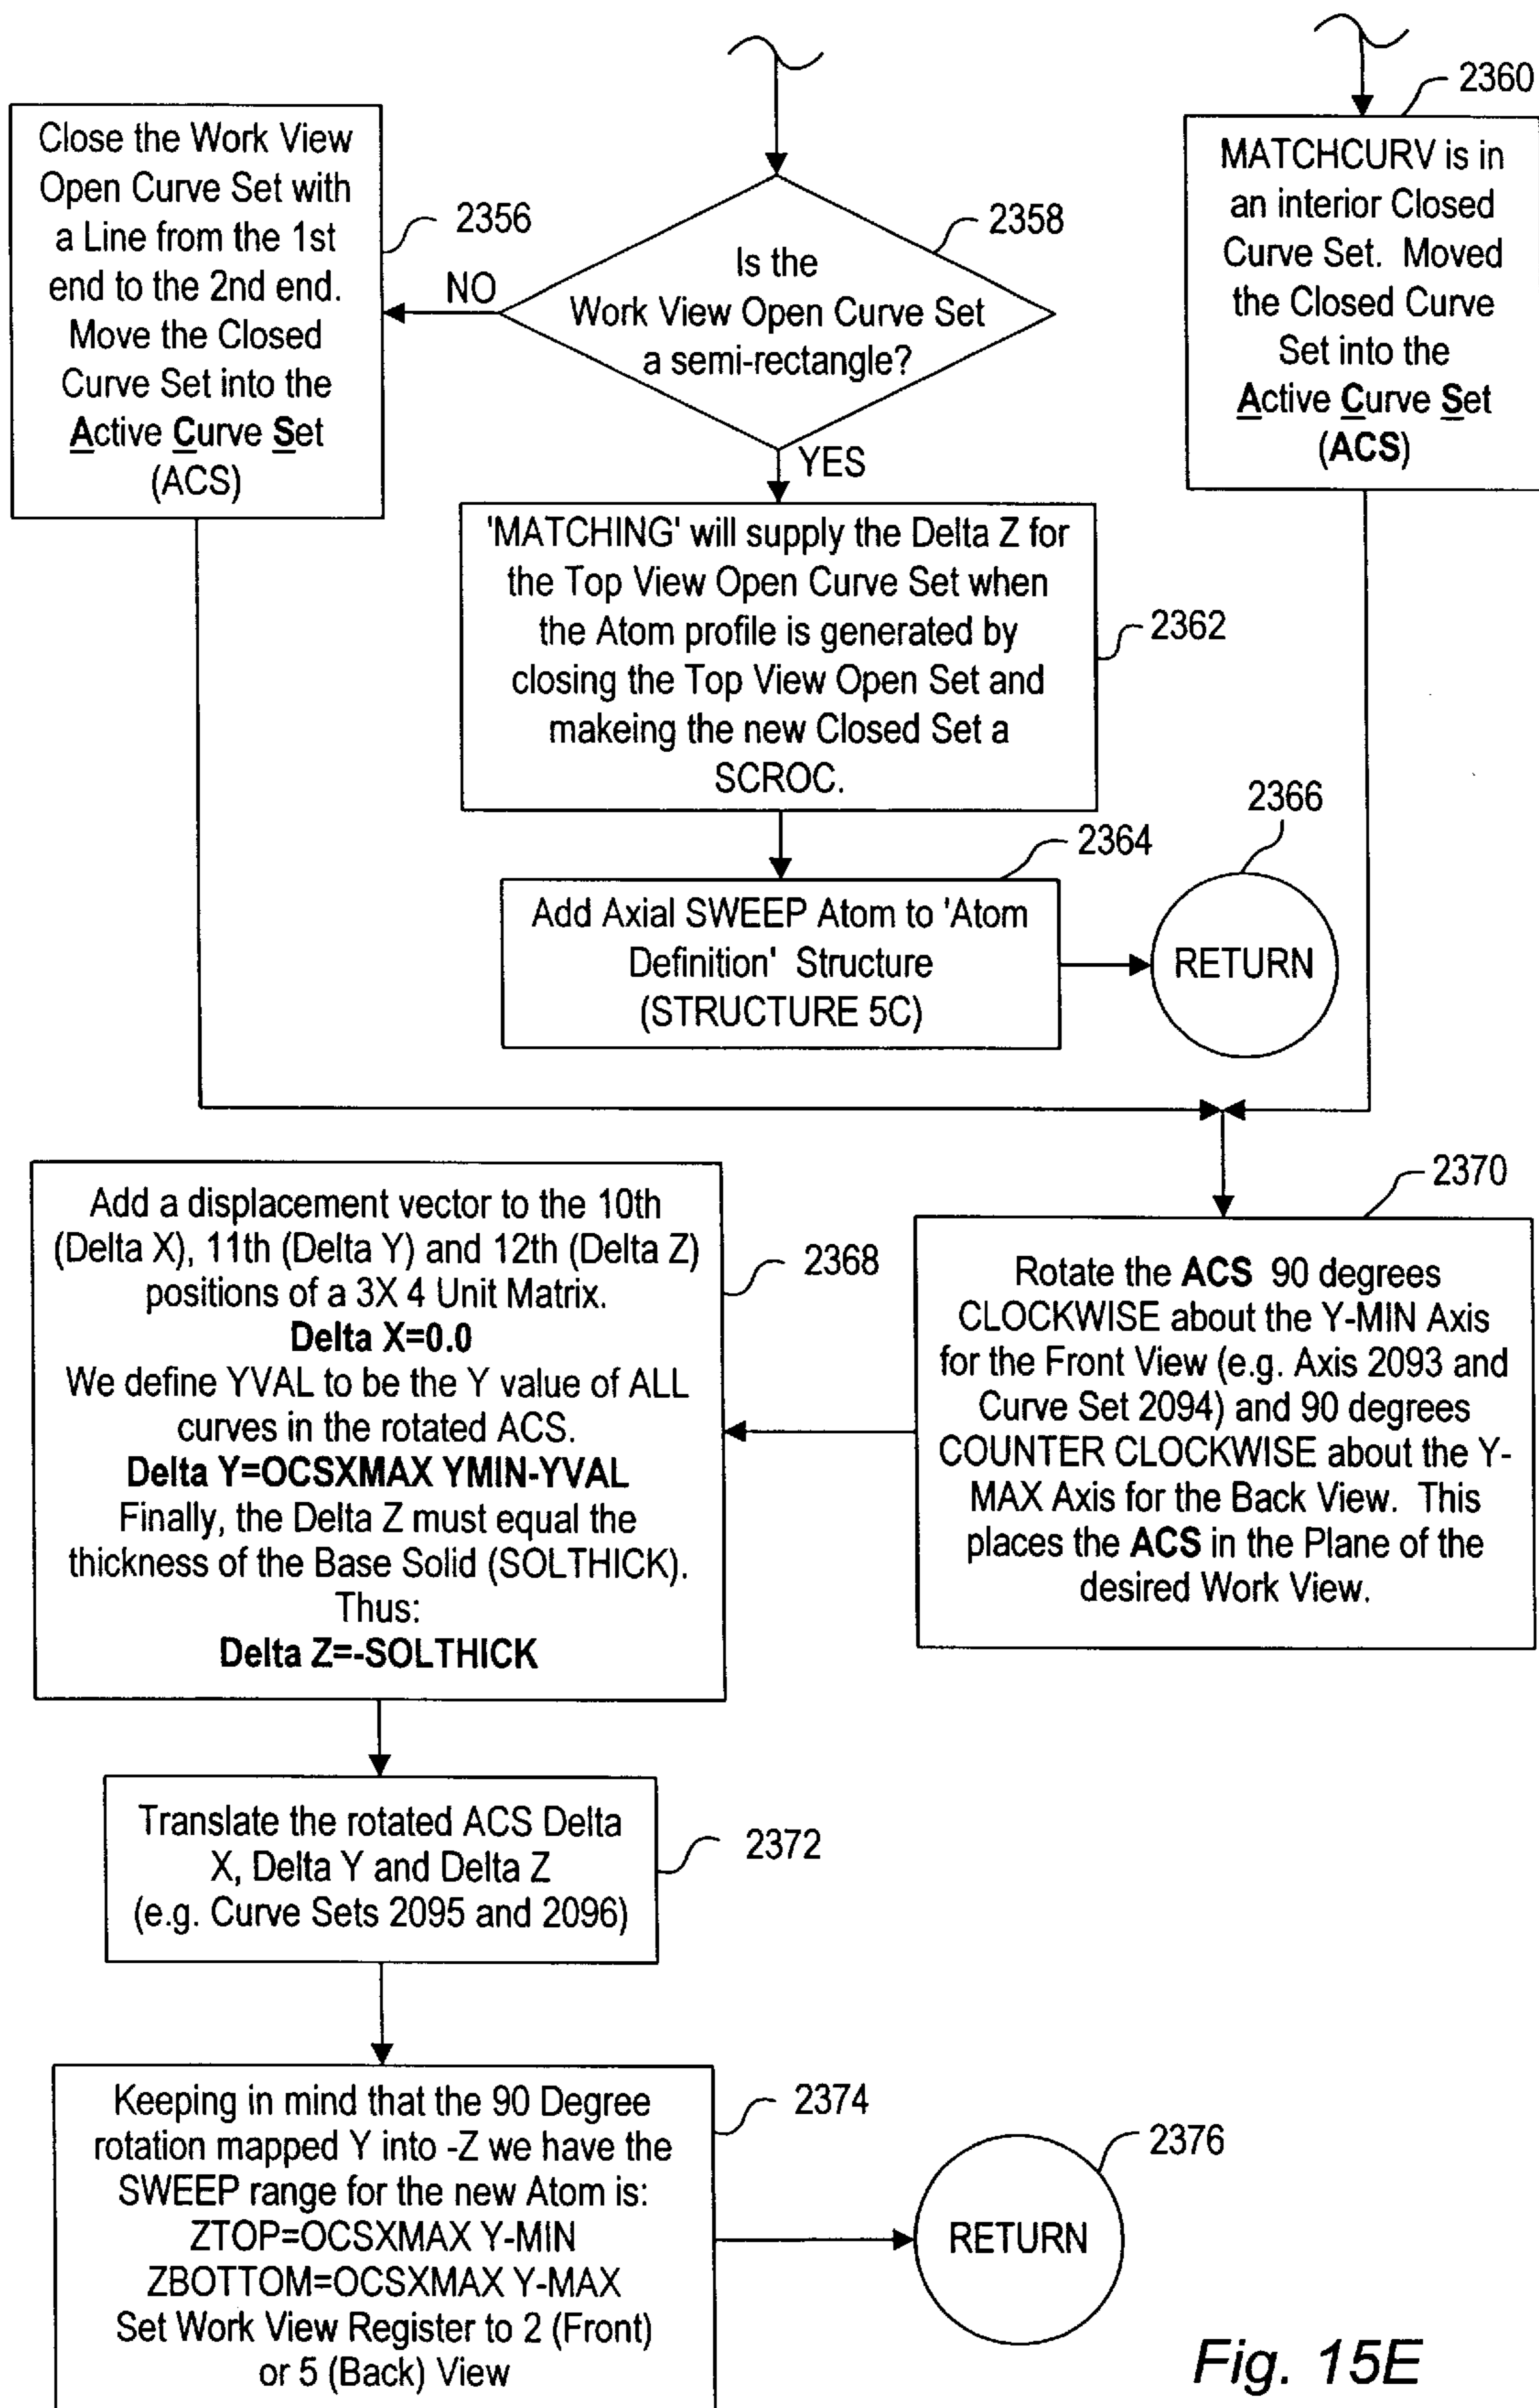 Close the Work View
Open Curve Set with
a Line from the 1st
end to the 2nd end.
Move the Closed
Curve Set into the
Active Curve Set
(ACS)
2356
NO
Is the
Work View Open Curve Set
a semi-rectangle?
2358
YES
2360
MATCHCURV is in
an interior Closed
Curve Set. Moved
the Closed Curve
Set into the
Active Curve Set
(ACS)
'MATCHING' will supply the Delta Z for
the Top View Open Curve Set when
the Atom profile is generated by
closing the Top View Open Set and
makeing the new Closed Set a
SCROC.
2362
2364
Add Axial SWEEP Atom to 'Atom
Definition' Structure
(STRUCTURE 5C)
2366
RETURN
2370
Rotate the ACS 90 degrees
CLOCKWISE about the Y-MIN Axis
for the Front View (e.g. Axis 2093 and
Curve Set 2094) and 90 degrees
COUNTER CLOCKWISE about the Y-
MAX Axis for the Back View. This
places the ACS in the Plane of the
desired Work View.
Add a displacement vector to the 10th
(Delta X), 11th (Delta Y) and 12th (Delta Z)
positions of a 3X 4 Unit Matrix.
Delta X=0.0
We define YVAL to be the Y value of ALL
curves in the rotated ACS.
Delta Y=OCSXMAX YMIN-YVAL
Finally, the Delta Z must equal the
thickness of the Base Solid (SOLTHICK).
Thus:
Delta Z=-SOLTHICK
2368
Translate the rotated ACS Delta
X, Delta Y and Delta Z
(e.g. Curve Sets 2095 and 2096)
2372
Keeping in mind that the 90 Degree
rotation mapped Y into -Z we have the
SWEEP range for the new Atom is:
ZTOP=OCSXMAX Y-MIN
ZBOTTOM=OCSXMAX Y-MAX
Set Work View Register to 2 (Front)
or 5 (Back) View
2374
2376
RETURN
Fig. 15E